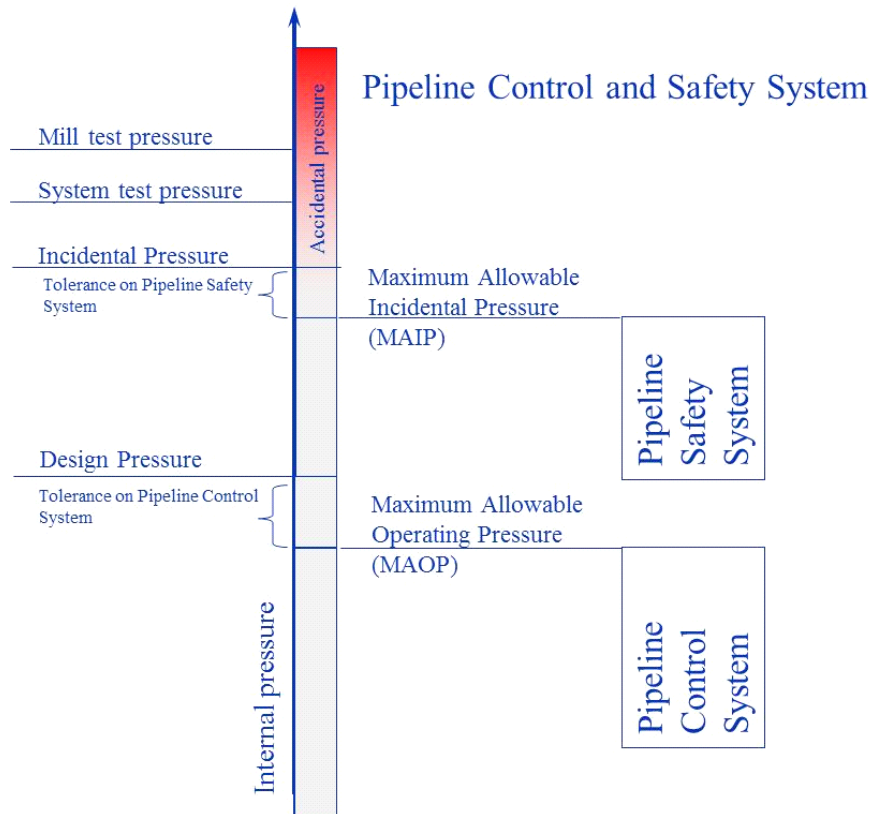 Pipeline Control and Safety System
Accidental pressure
Mill test pressure
System test pressure
Incidental Pressure
Tolerance on Pipeline Safety
System
Maximum Allowable
Incidental Pressure
(MAIP)
Pipeline
Safety
System
Design Pressure
Tolerance on Pipeline Control
System
Maximum Allowable
Operating Pressure
(MAOP)
Pipeline
Control
System
Internal pressure